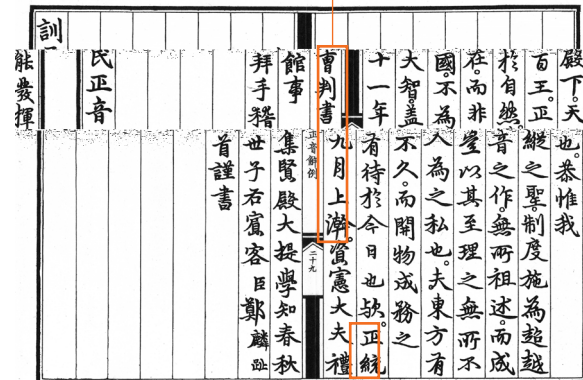 殿下。天也。恭惟我
百王。正縱之聖。制度施為超越
於自然。音之作。無所祖述。而成
在。而非豈以其至理之無所不
國。不為人為之私也。夫東方有
大智。盖不久。而開物成務之
十一年有待於今日也欤。正統
曹判書九月上澣。資憲大夫禮
正音解例 二十九
館事集賢殿大提學知春秋
拜手稽世子右賓客臣鄭麟趾
首謹書
民正音
訓
能發揮